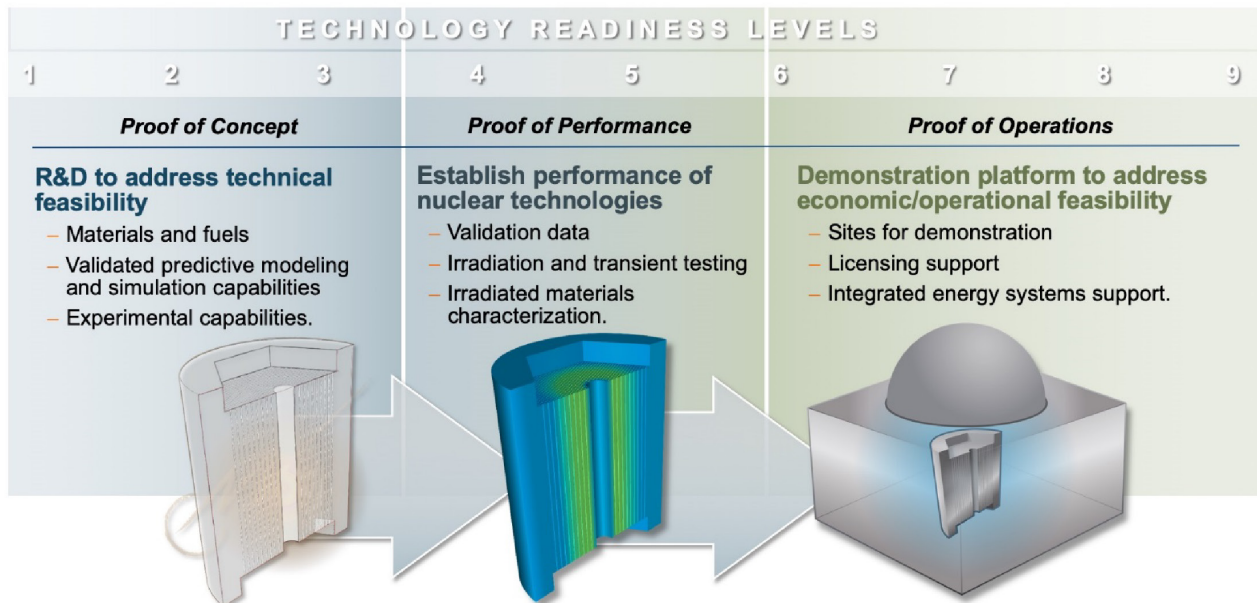 TECHNOLOGY READINESS LEVELS
1 2 3 4 5 6 7 8 9
Proof of Concept
R&D to address technical
feasibility
– Materials and fuels
– Validated predictive modeling
and simulation capabilities
– Experimental capabilities.
Proof of Performance
Establish performance of
nuclear technologies
– Validation data
– Irradiation and transient testing
– Irradiated materials
characterization.
Proof of Operations
Demonstration platform to address
economic/operational feasibility
– Sites for demonstration
– Licensing support
– Integrated energy systems support.